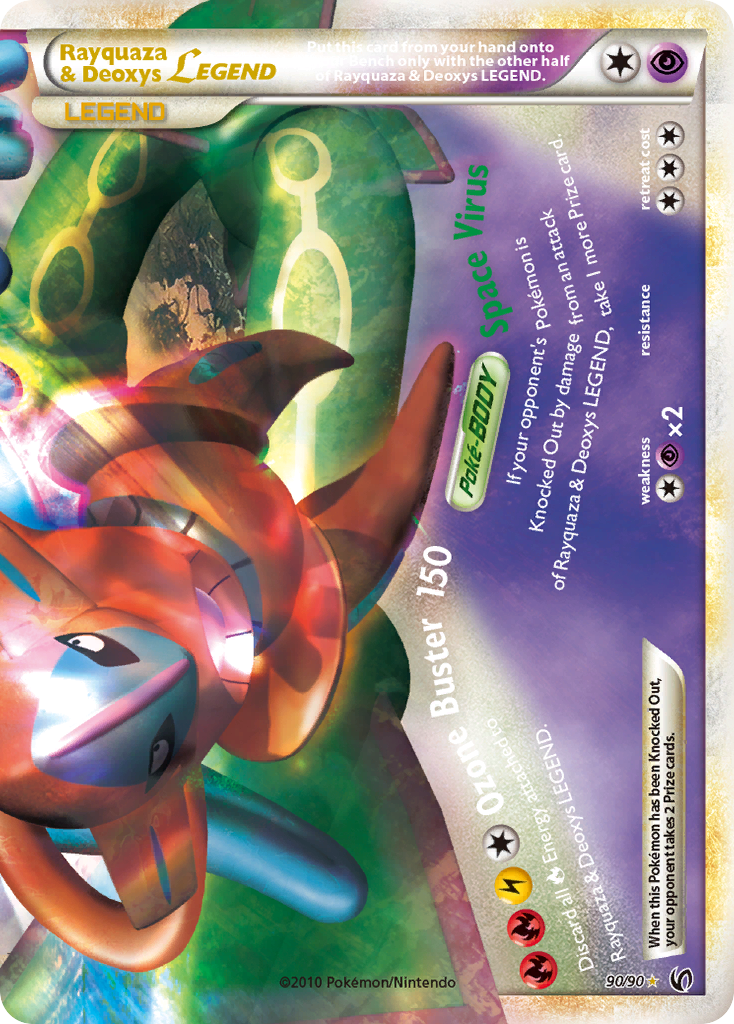 Rayquaza
& Deoxys LEGEND
LEGEND
Put this card from your hand onto
Bench only with the other half
of Rayquaza & Deoxys LEGEND.
Poké-BODY Space Virus
If your opponent's Pokémon is
Knocked Out by damage from an attack
of Rayquaza & Deoxys LEGEND, take 1 more Prize card.
Ozone Buster 150
Discard all Energy attached to
Rayquaza & Deoxys LEGEND.
weakness
×2
resistance
retreat cost
When this Pokémon has been Knocked Out,
your opponent takes 2 Prize cards.
©2010 Pokémon/Nintendo
90/90